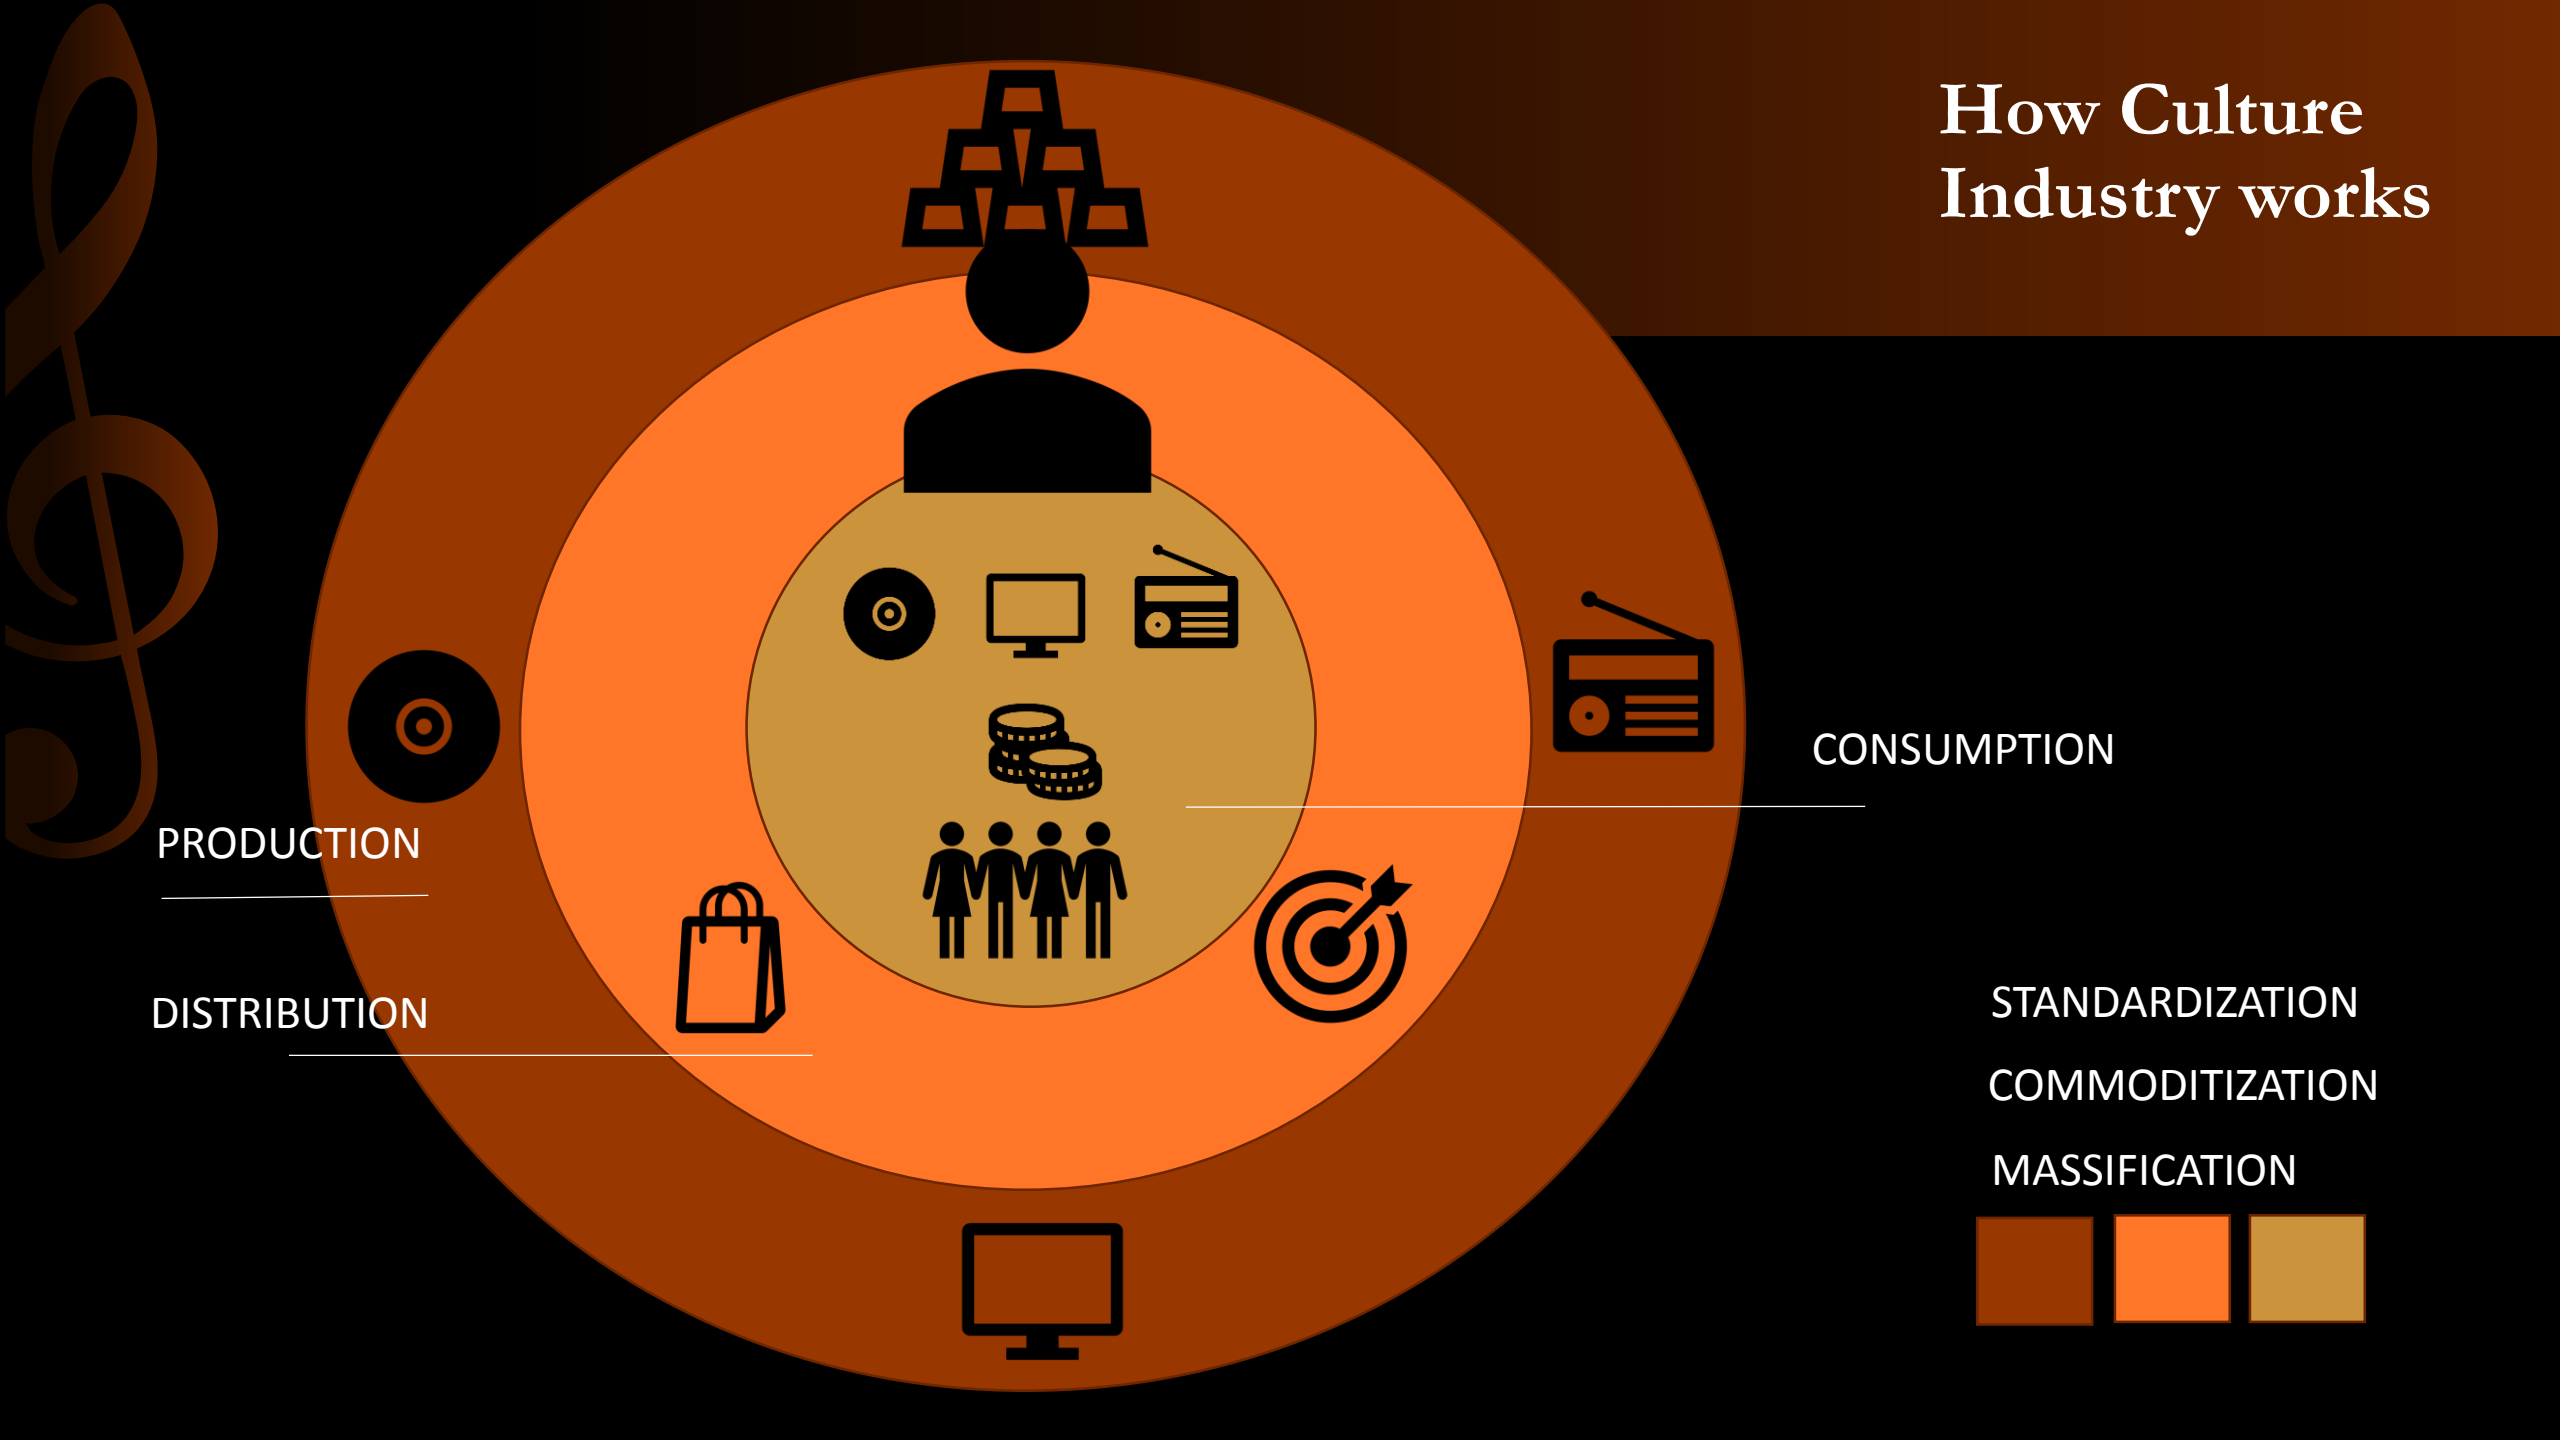 How Culture
Industry works
CONSUMPTION
PRODUCTION
DISTRIBUTION
STANDARDIZATION
COMMODITIZATION
MASSIFICATION